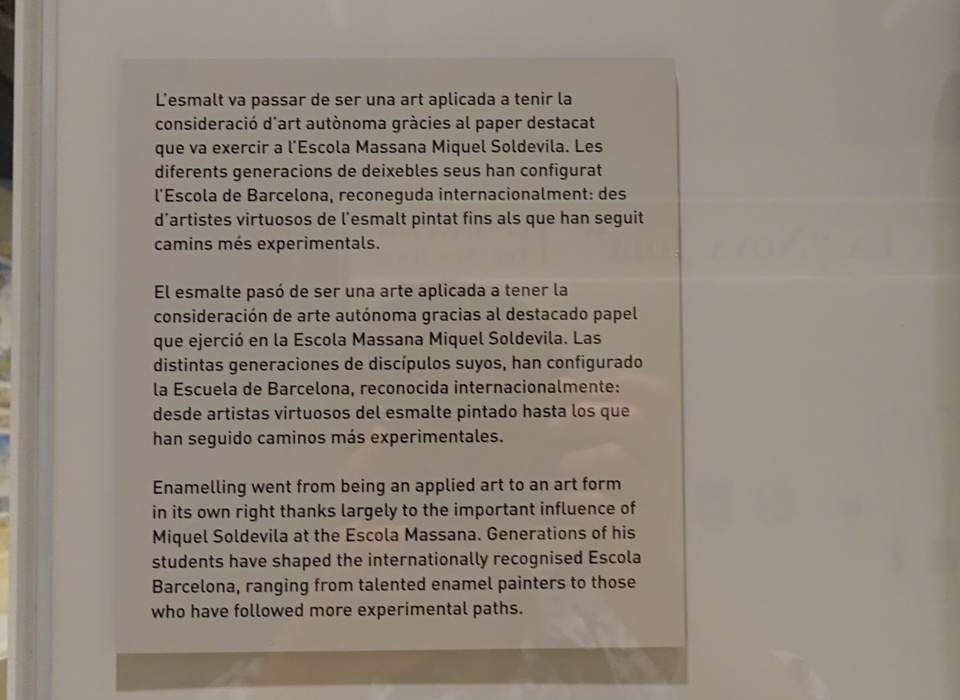 L'esmalt va passar de ser una art aplicada a tenir la
consideració d'art autònoma gràcies al paper destacat
que va exercir a l'Escola Massana Miquel Soldevila. Les
diferents generacions de deixebles seus han configurat
l'Escola de Barcelona, reconeguda internacionalment: des
d'artistes virtuosos de l'esmalt pintat fins als que han seguit
camins més experimentals.
El esmalte pasó de ser una arte aplicada a tener la
consideración de arte autónoma gracias al destacado papel
que ejerció en la Escola Massana Miquel Soldevila. Las
distintas generaciones de discípulos suyos, han configurado
la Escuela de Barcelona, reconocida internacionalmente:
desde artistas virtuosos del esmalte pintado hasta los que
han seguido caminos más experimentales.
Enamelling went from being an applied art to an art form
in its own right thanks largely to the important influence of
Miquel Soldevila at the Escola Massana. Generations of his
students have shaped the internationally recognised Escola
Barcelona, ranging from talented enamel painters to those
who have followed more experimental paths.